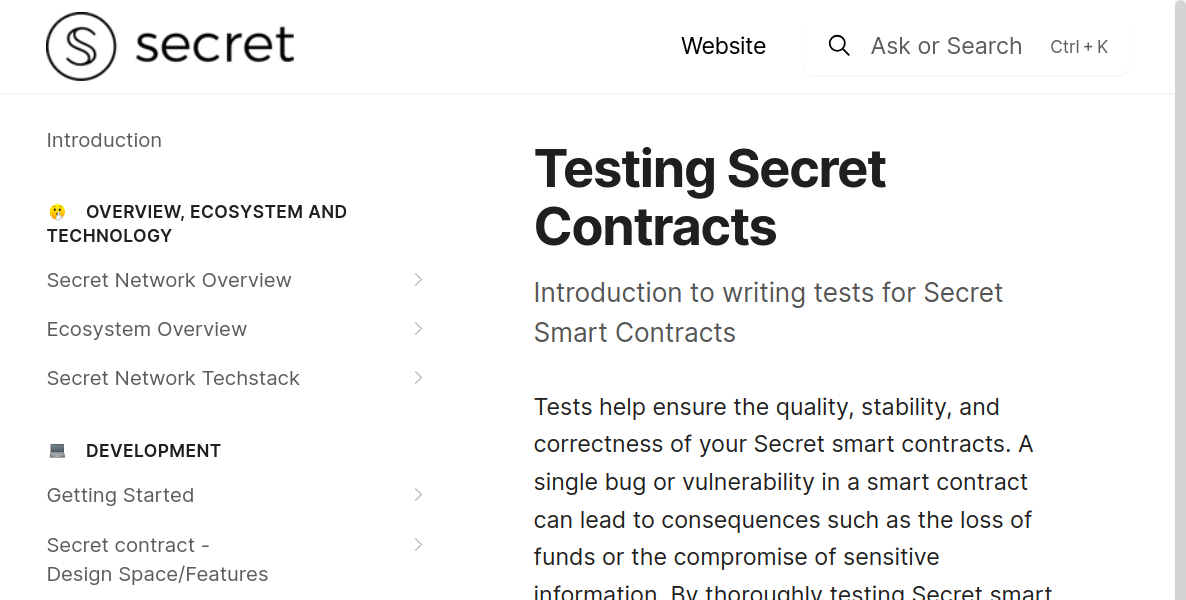 secret
Website
Ask or Search Ctrl + K
Introduction
OVERVIEW, ECOSYSTEM AND
TECHNOLOGY
Secret Network Overview
Ecosystem Overview
Secret Network Techstack
DEVELOPMENT
Getting Started
Secret contract -
Design Space/Features
Testing Secret
Contracts
Introduction to writing tests for Secret
Smart Contracts
Tests help ensure the quality, stability, and
correctness of your Secret smart contracts. A
single bug or vulnerability in a smart contract
can lead to consequences such as the loss of
funds or the compromise of sensitive
information. By thoroughly testing Secret smart